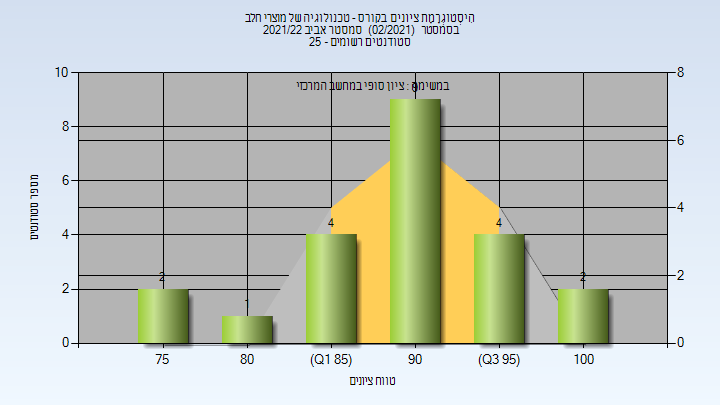 הִיסְטוֹגְרָמַת ציונים בקורס - טכנולוגיה של מוצרי חלב
בסמסטר (02/2021) סמסטר אביב 2021/22
סטודנטים רשומים - 25
במשימה : ציון סופי במחשב המרכזי
מספר סטודנטים
10
8
6
4
2
0
8
6
4
2
0
2
1
4
9
4
2
75
80
(Q1 85)
90
(Q3 95)
100
טווח ציונים